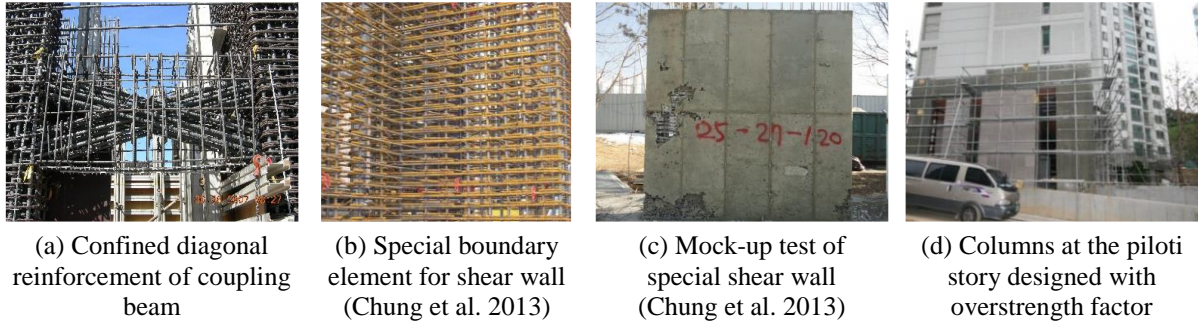 25-27-120
(a) Confined diagonal
reinforcement of coupling
beam
(b) Special boundary
element for shear wall
(Chung et al. 2013)
(c) Mock-up test of
special shear wall
(Chung et al. 2013)
(d) Columns at the piloti
story designed with
overstrength factor